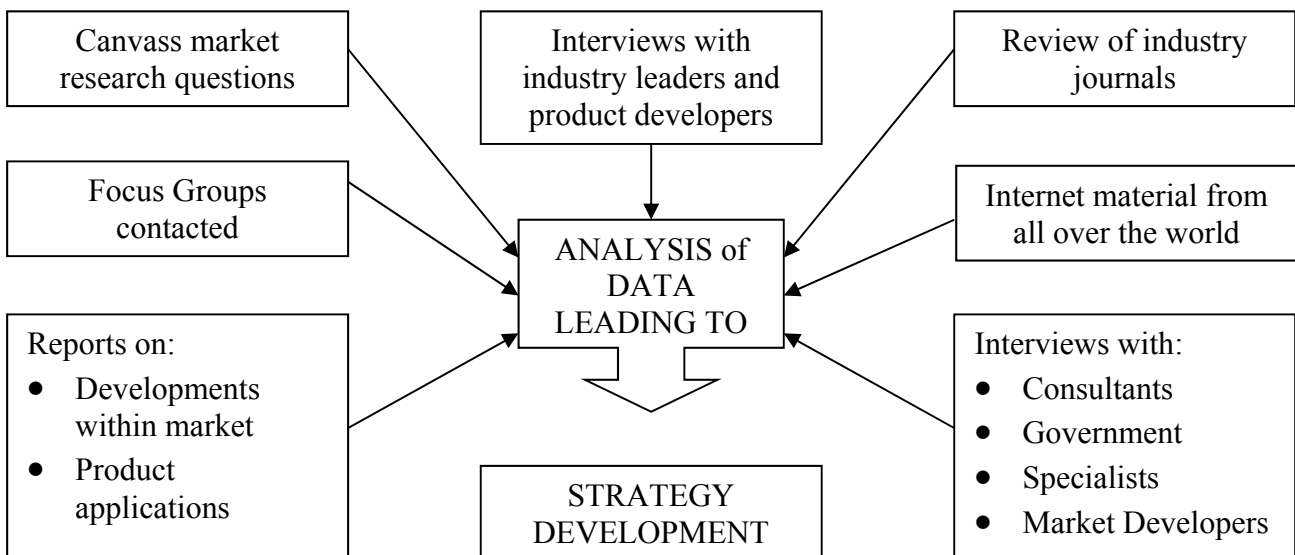 Canvass market
research questions
Interviews with
industry leaders and
product developers
Review of industry
journals
Focus Groups
contacted
Internet material from
all over the world
ANALYSIS of
DATA
LEADING TO
Reports on:
● Developments
within market
● Product
applications
Interviews with:
● Consultants
● Government
● Specialists
● Market Developers
STRATEGY
DEVELOPMENT